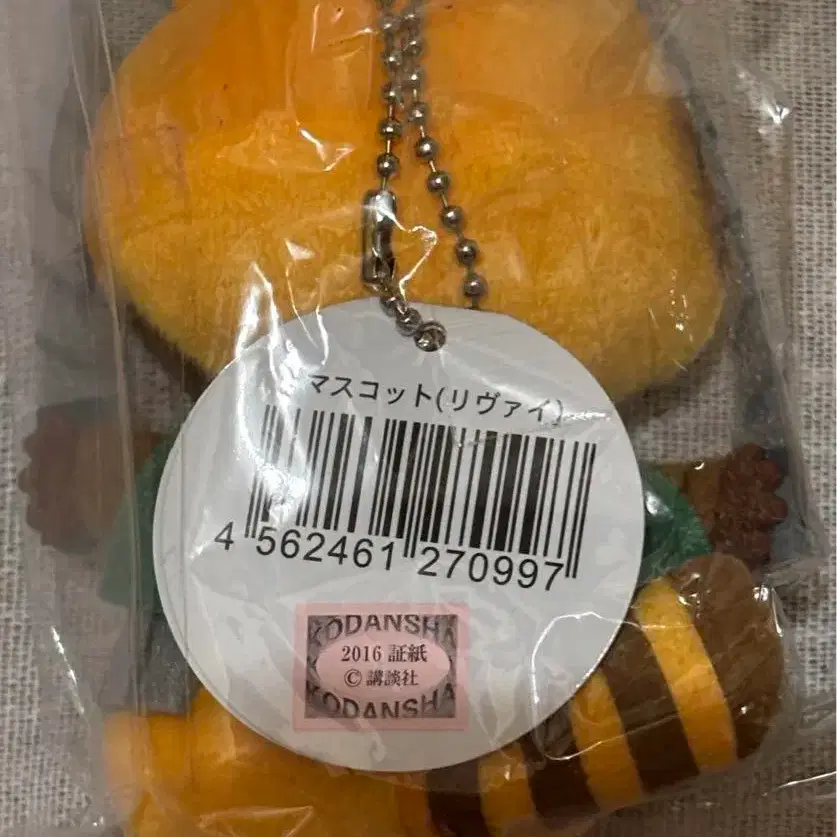 マスコット(リヴァイ)
4 562461 270997
KODANSHA
2016 証紙
©講談社
KODANSHA